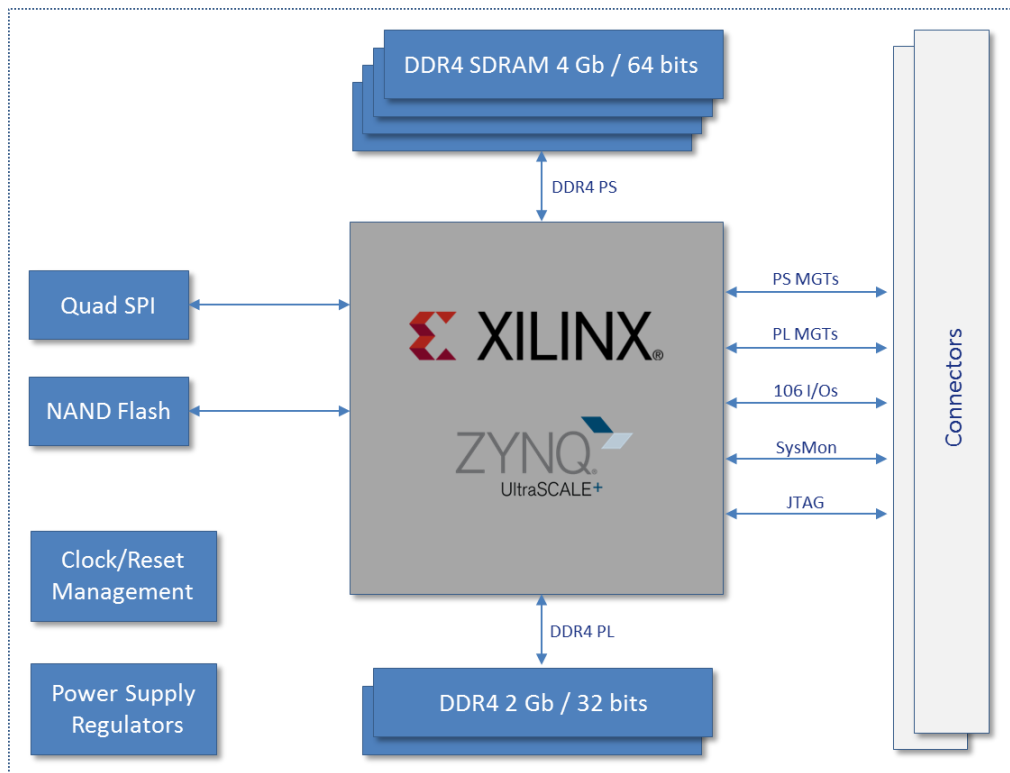 DDR4 SDRAM 4 Gb / 64 bits
DDR4 PS
Quad SPI
NAND Flash
XILINX®
ZYNQ®
UltraSCALE+
PS MGTs
PL MGTs
106 I/Os
SysMon
JTAG
Connectors
Clock/Reset
Management
Power Supply
Regulators
DDR4 PL
DDR4 2 Gb / 32 bits